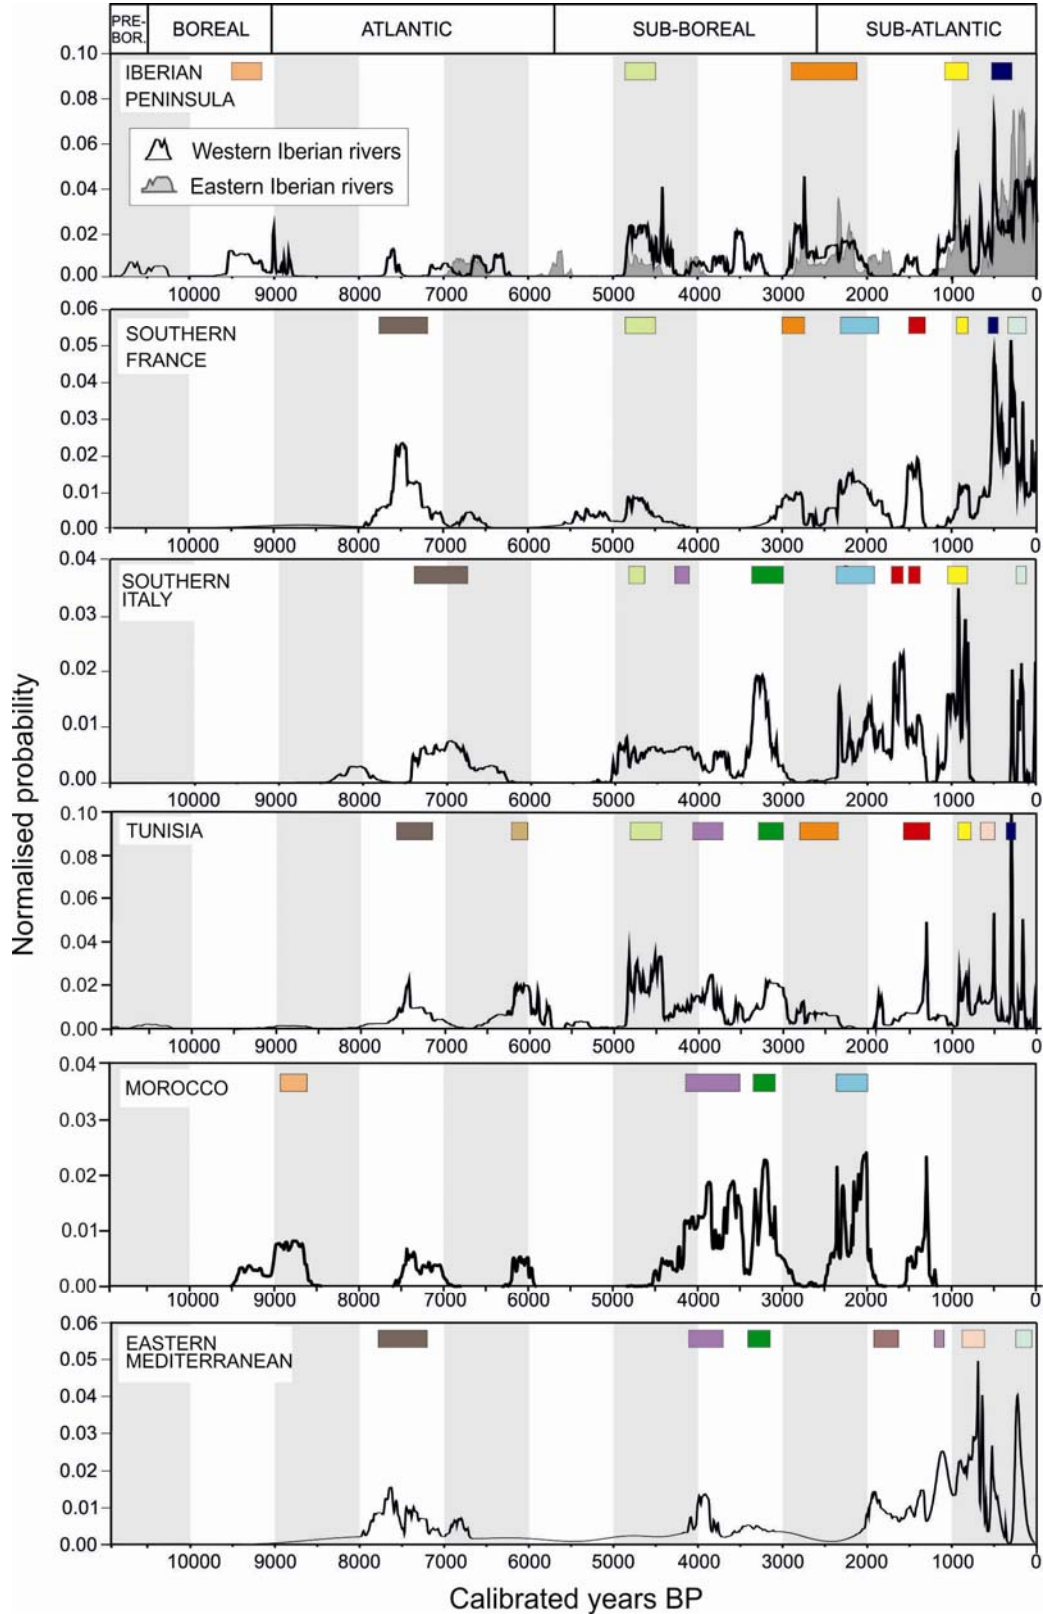 PRE-
BOR.
BOREAL
ATLANTIC
SUB-BOREAL
SUB-ATLANTIC
Normalised probability
0.10
0.08
0.06
0.04
0.02
0.00
IBERIAN
PENINSULA
Western Iberian rivers
Eastern Iberian rivers
10000 9000 8000 7000 6000 5000 4000 3000 2000 1000 0
0.06
0.05
0.04
0.03
0.02
0.01
0.00
SOUTHERN
FRANCE
10000 9000 8000 7000 6000 5000 4000 3000 2000 1000 0
0.04
0.03
0.02
0.01
0.00
SOUTHERN
ITALY
10000 9000 8000 7000 6000 5000 4000 3000 2000 1000 0
0.10
0.08
0.06
0.04
0.02
0.00
TUNISIA
10000 9000 8000 7000 6000 5000 4000 3000 2000 1000 0
0.04
0.03
0.02
0.01
0.00
MOROCCO
10000 9000 8000 7000 6000 5000 4000 3000 2000 1000 0
0.06
0.05
0.04
0.03
0.02
0.01
0.00
EASTERN
MEDITERRANEAN
10000 9000 8000 7000 6000 5000 4000 3000 2000 1000 0
Calibrated years BP